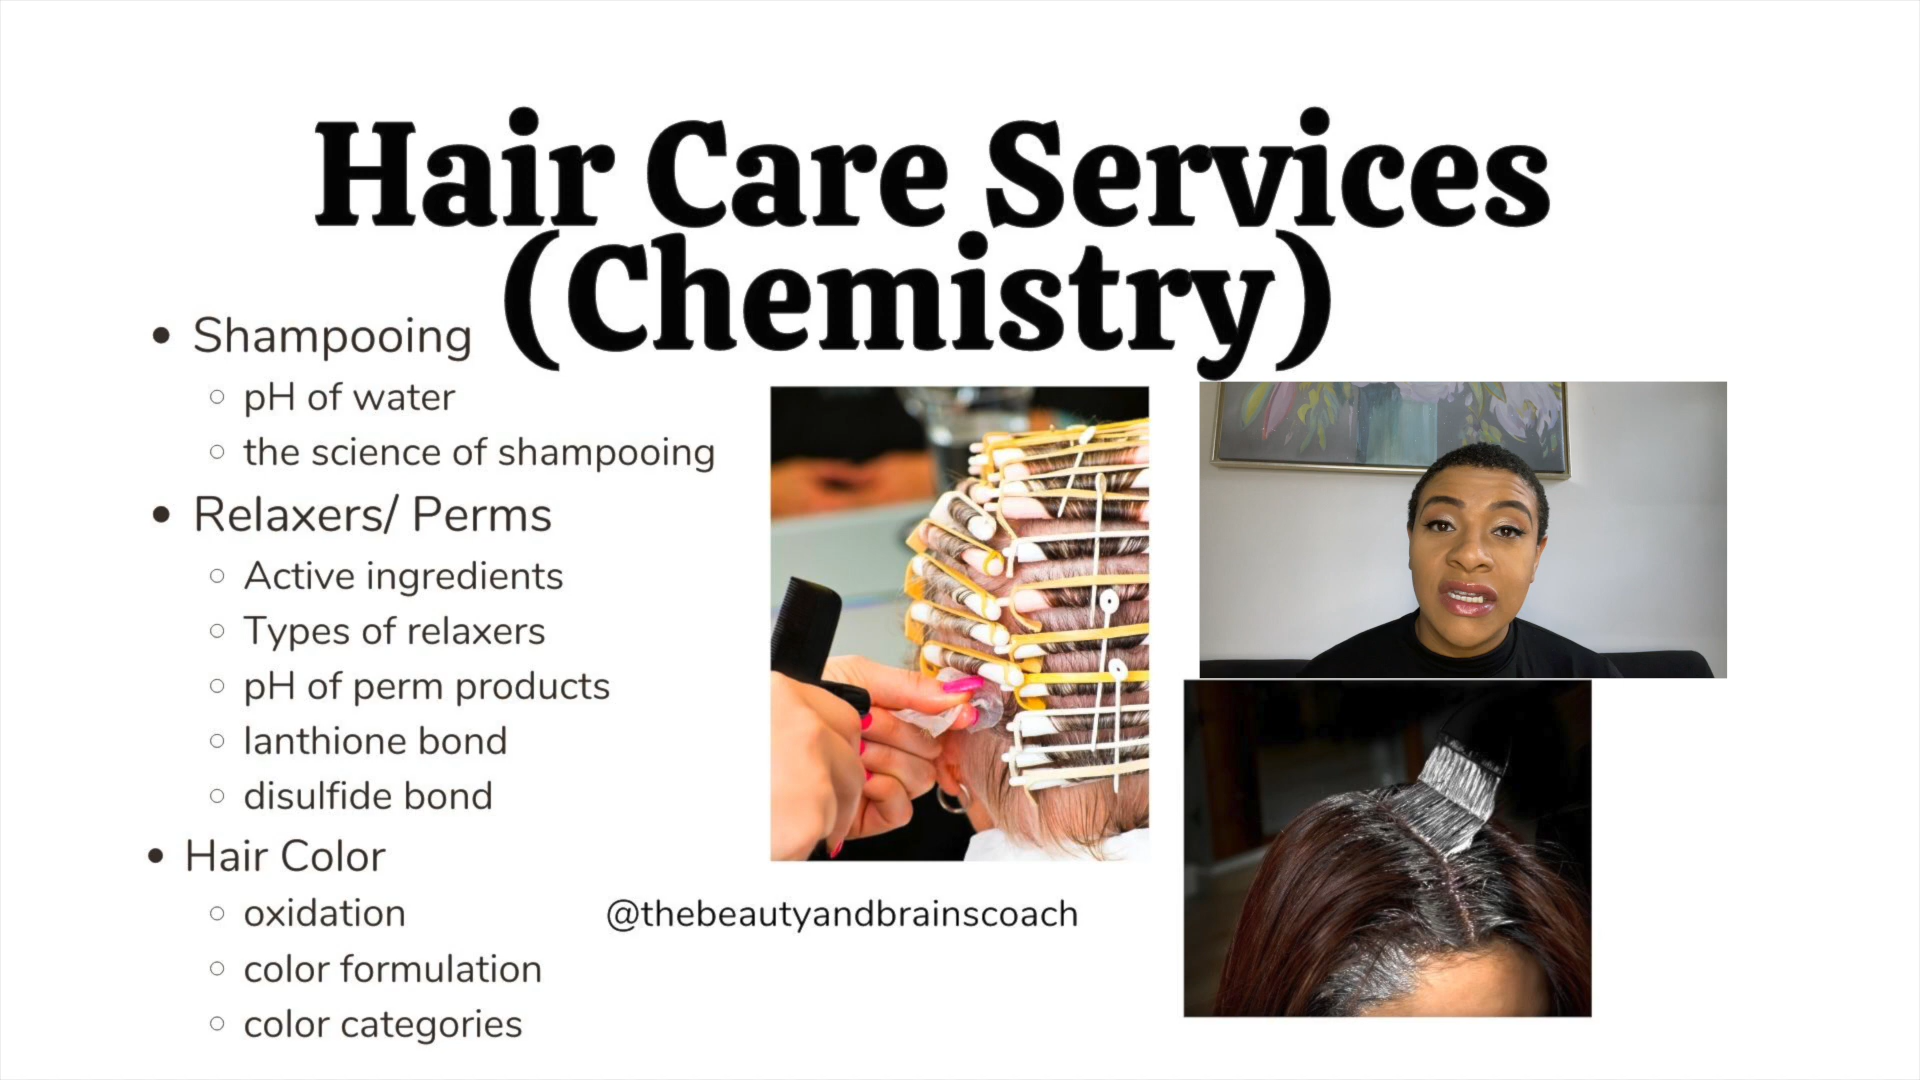 Hair Care Services
(Chemistry)
• Shampooing
○ pH of water
○ the science of shampooing
• Relaxers/ Perms
○ Active ingredients
○ Types of relaxers
○ pH of perm products
○ lanthione bond
○ disulfide bond
• Hair Color
○ oxidation
○ color formulation
○ color categories
@thebeautyandbrainscoach